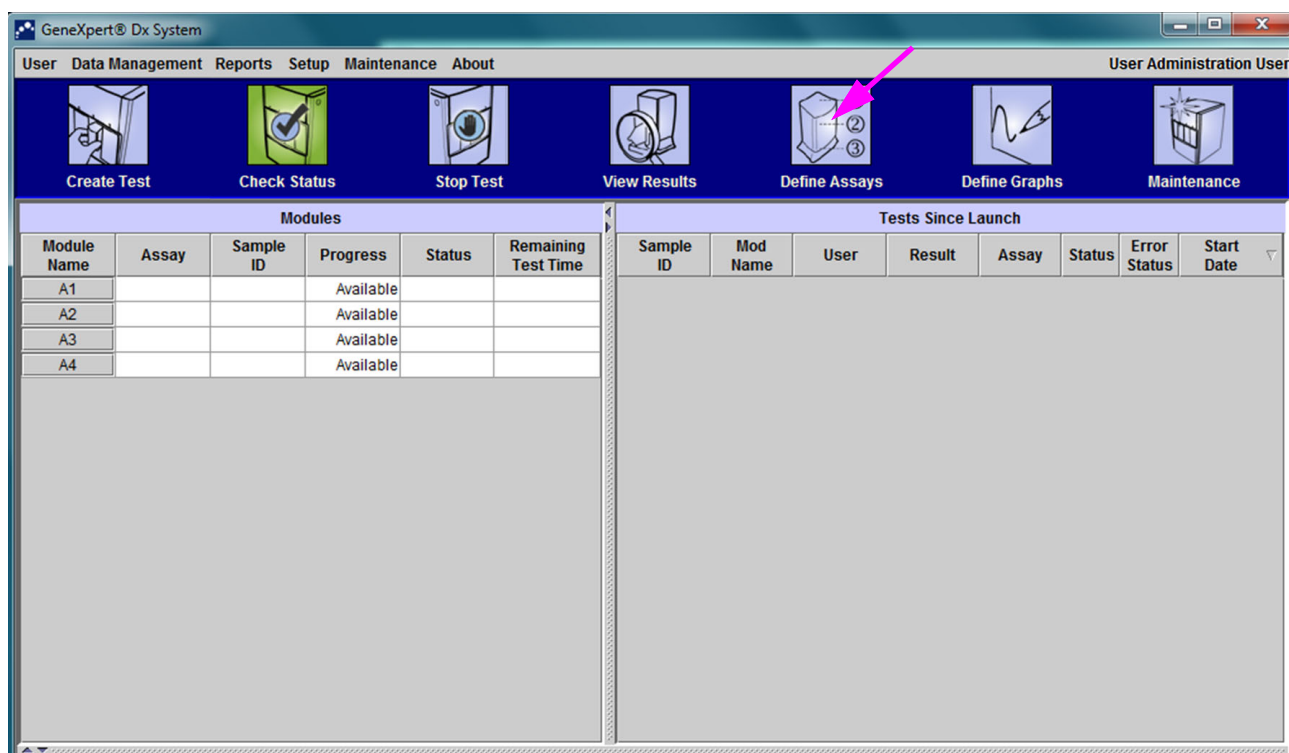 GeneXpert® Dx System
User Data Management Reports Setup Maintenance About User Administration User
② ③
Create Test Check Status Stop Test View Results Define Assays Define Graphs Maintenance
Modules Tests Since Launch
Module Name Assay Sample ID Progress Status Remaining Test Time Sample ID Mod Name User Result Assay Status Error Status Start Date
A1 Available
A2 Available
A3 Available
A4 Available